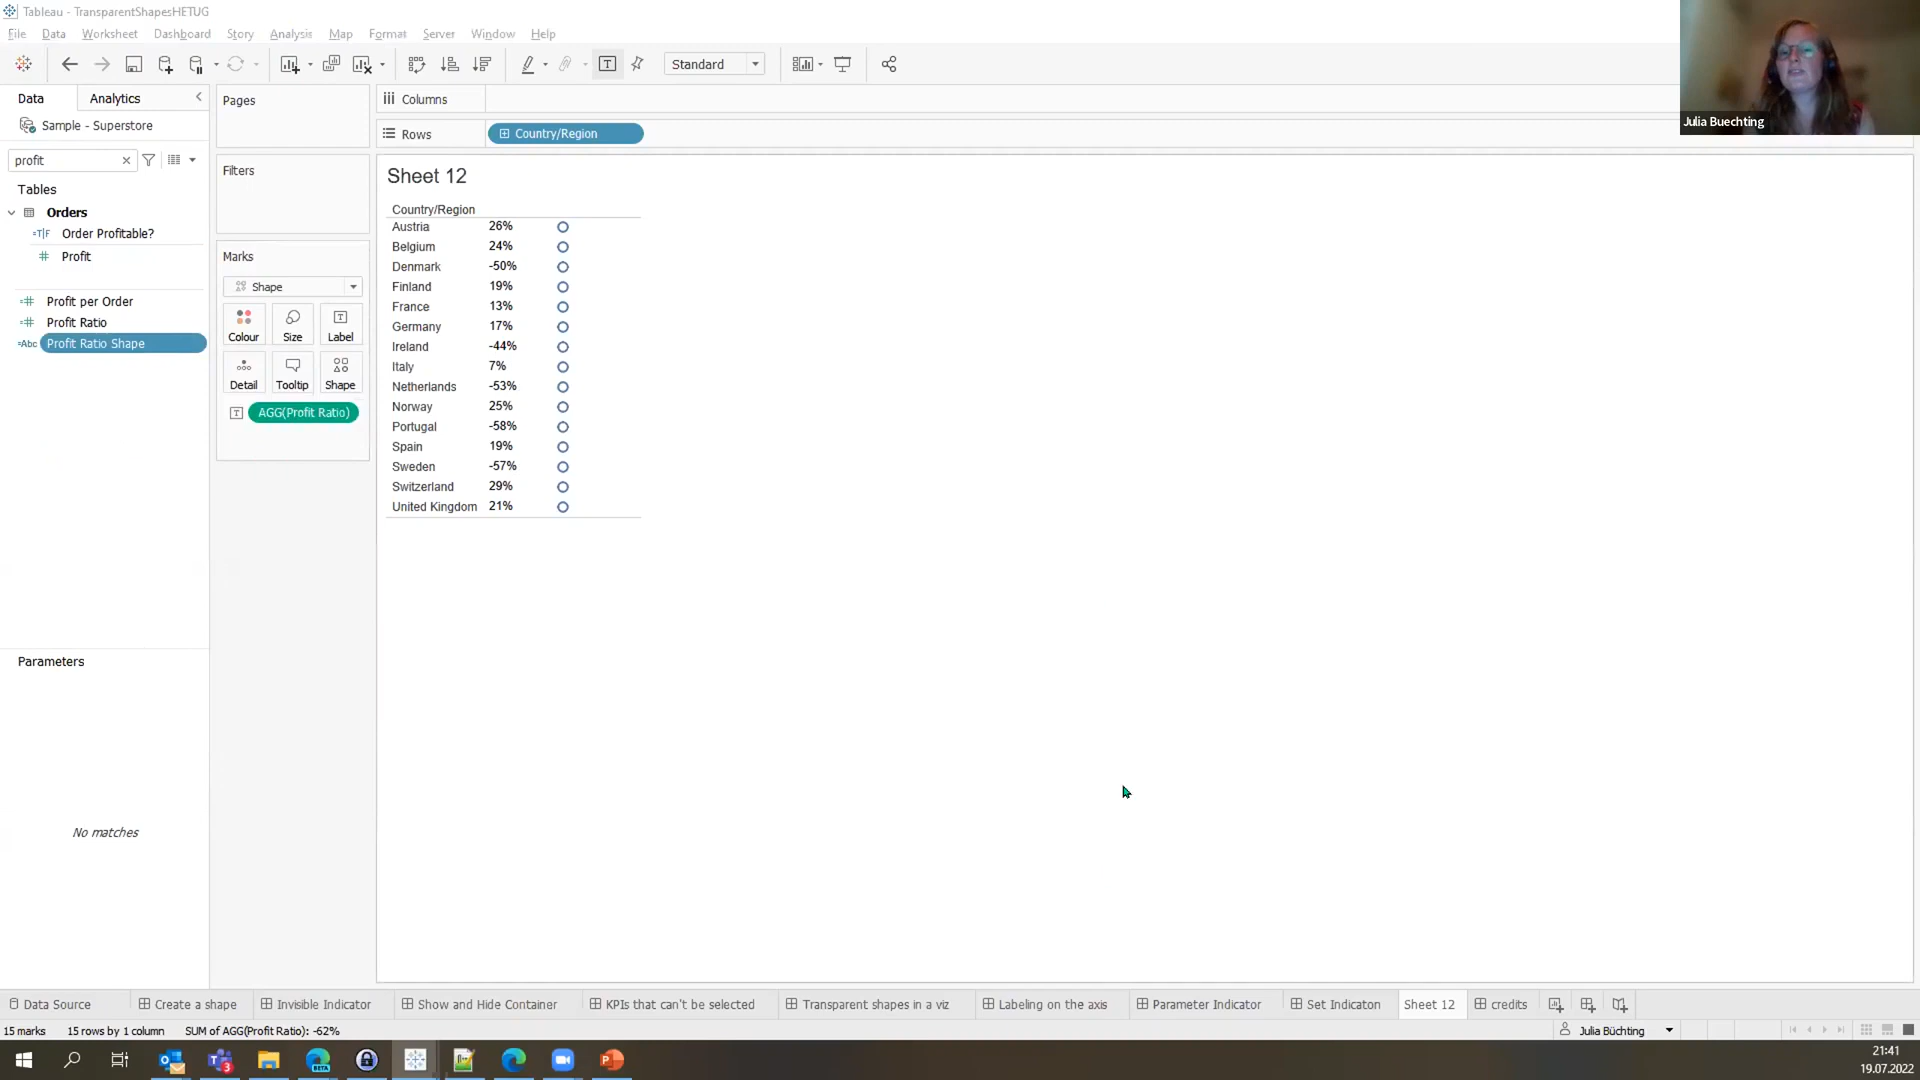 Tableau - TransparentShapesHETUG
File Data Worksheet Dashboard Story Analysis Map Format Server Window Help
Standard
Julia Buechting
Data Analytics
Sample - Superstore
profit
Tables
Orders
=T|F Order Profitable?
# Profit
=# Profit per Order
=# Profit Ratio
=Abc Profit Ratio Shape
Parameters
No matches
Pages
Filters
Marks
Shape
Colour Size Label
Detail Tooltip Shape
AGG(Profit Ratio)
Columns
Rows Country/Region
Sheet 12
Country/Region
Austria 26%
Belgium 24%
Denmark -50%
Finland 19%
France 13%
Germany 17%
Ireland -44%
Italy 7%
Netherlands -53%
Norway 25%
Portugal -58%
Spain 19%
Sweden -57%
Switzerland 29%
United Kingdom 21%
Data Source Create a shape Invisible Indicator Show and Hide Container KPIs that can't be selected Transparent shapes in a viz Labeling on the axis Parameter Indicator Set Indicaton Sheet 12 credits
15 marks 15 rows by 1 column SUM of AGG(Profit Ratio): -62% Julia Büchting
BETA 3 P
21:41
19.07.2022